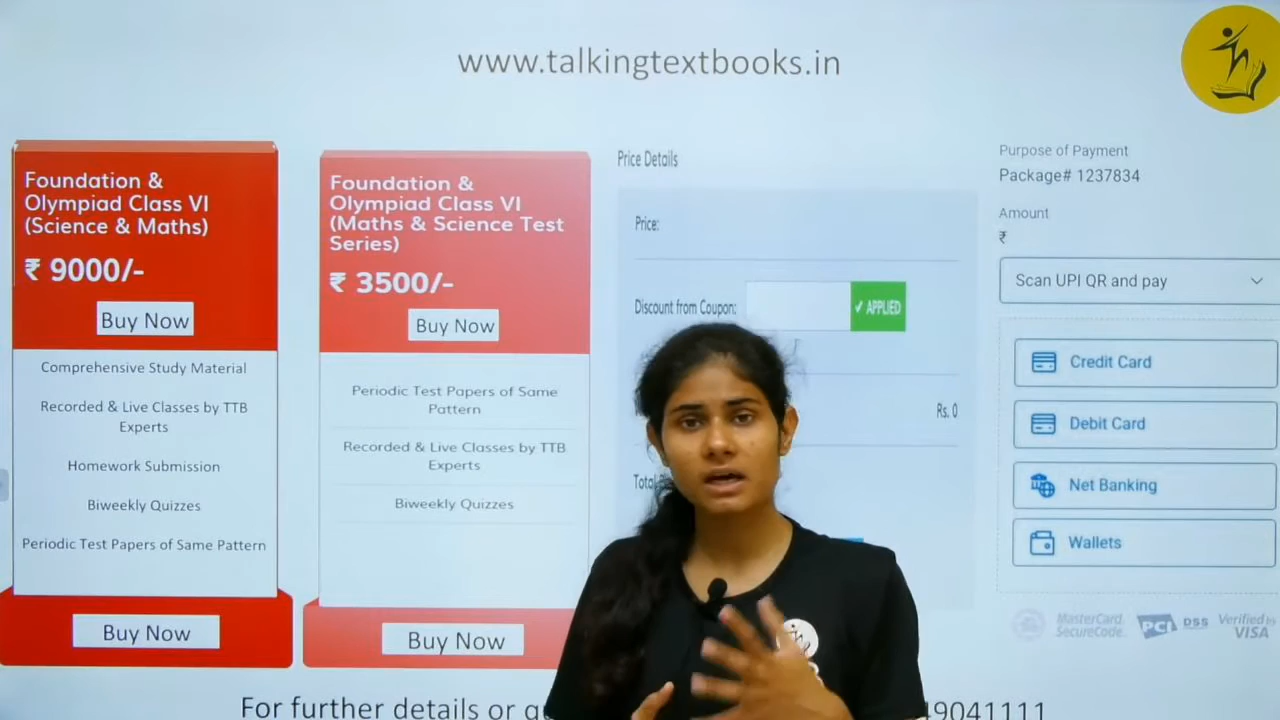 www.talkingtextbooks.in
Foundation &
Olympiad Class VI
(Science & Maths)
₹ 9000/-
Buy Now
Comprehensive Study Material
Recorded & Live Classes by TTB
Experts
Homework Submission
Biweekly Quizzes
Periodic Test Papers of Same Pattern
Buy Now
Foundation &
Olympiad Class VI
(Maths & Science Test
Series)
₹ 3500/-
Buy Now
Periodic Test Papers of Same
Pattern
Recorded & Live Classes by TTB
Experts
Biweekly Quizzes
Buy Now
Price Details
Price:
Discount from Coupon:
✓ APPLIED
Rs. 0
Total
Purpose of Payment
Package# 1237834
Amount
₹
Scan UPI QR and pay
Credit Card
Debit Card
Net Banking
Wallets
MasterCard.
SecureCode.
PCI DSS
Verified by
VISA
For further details or
9041111